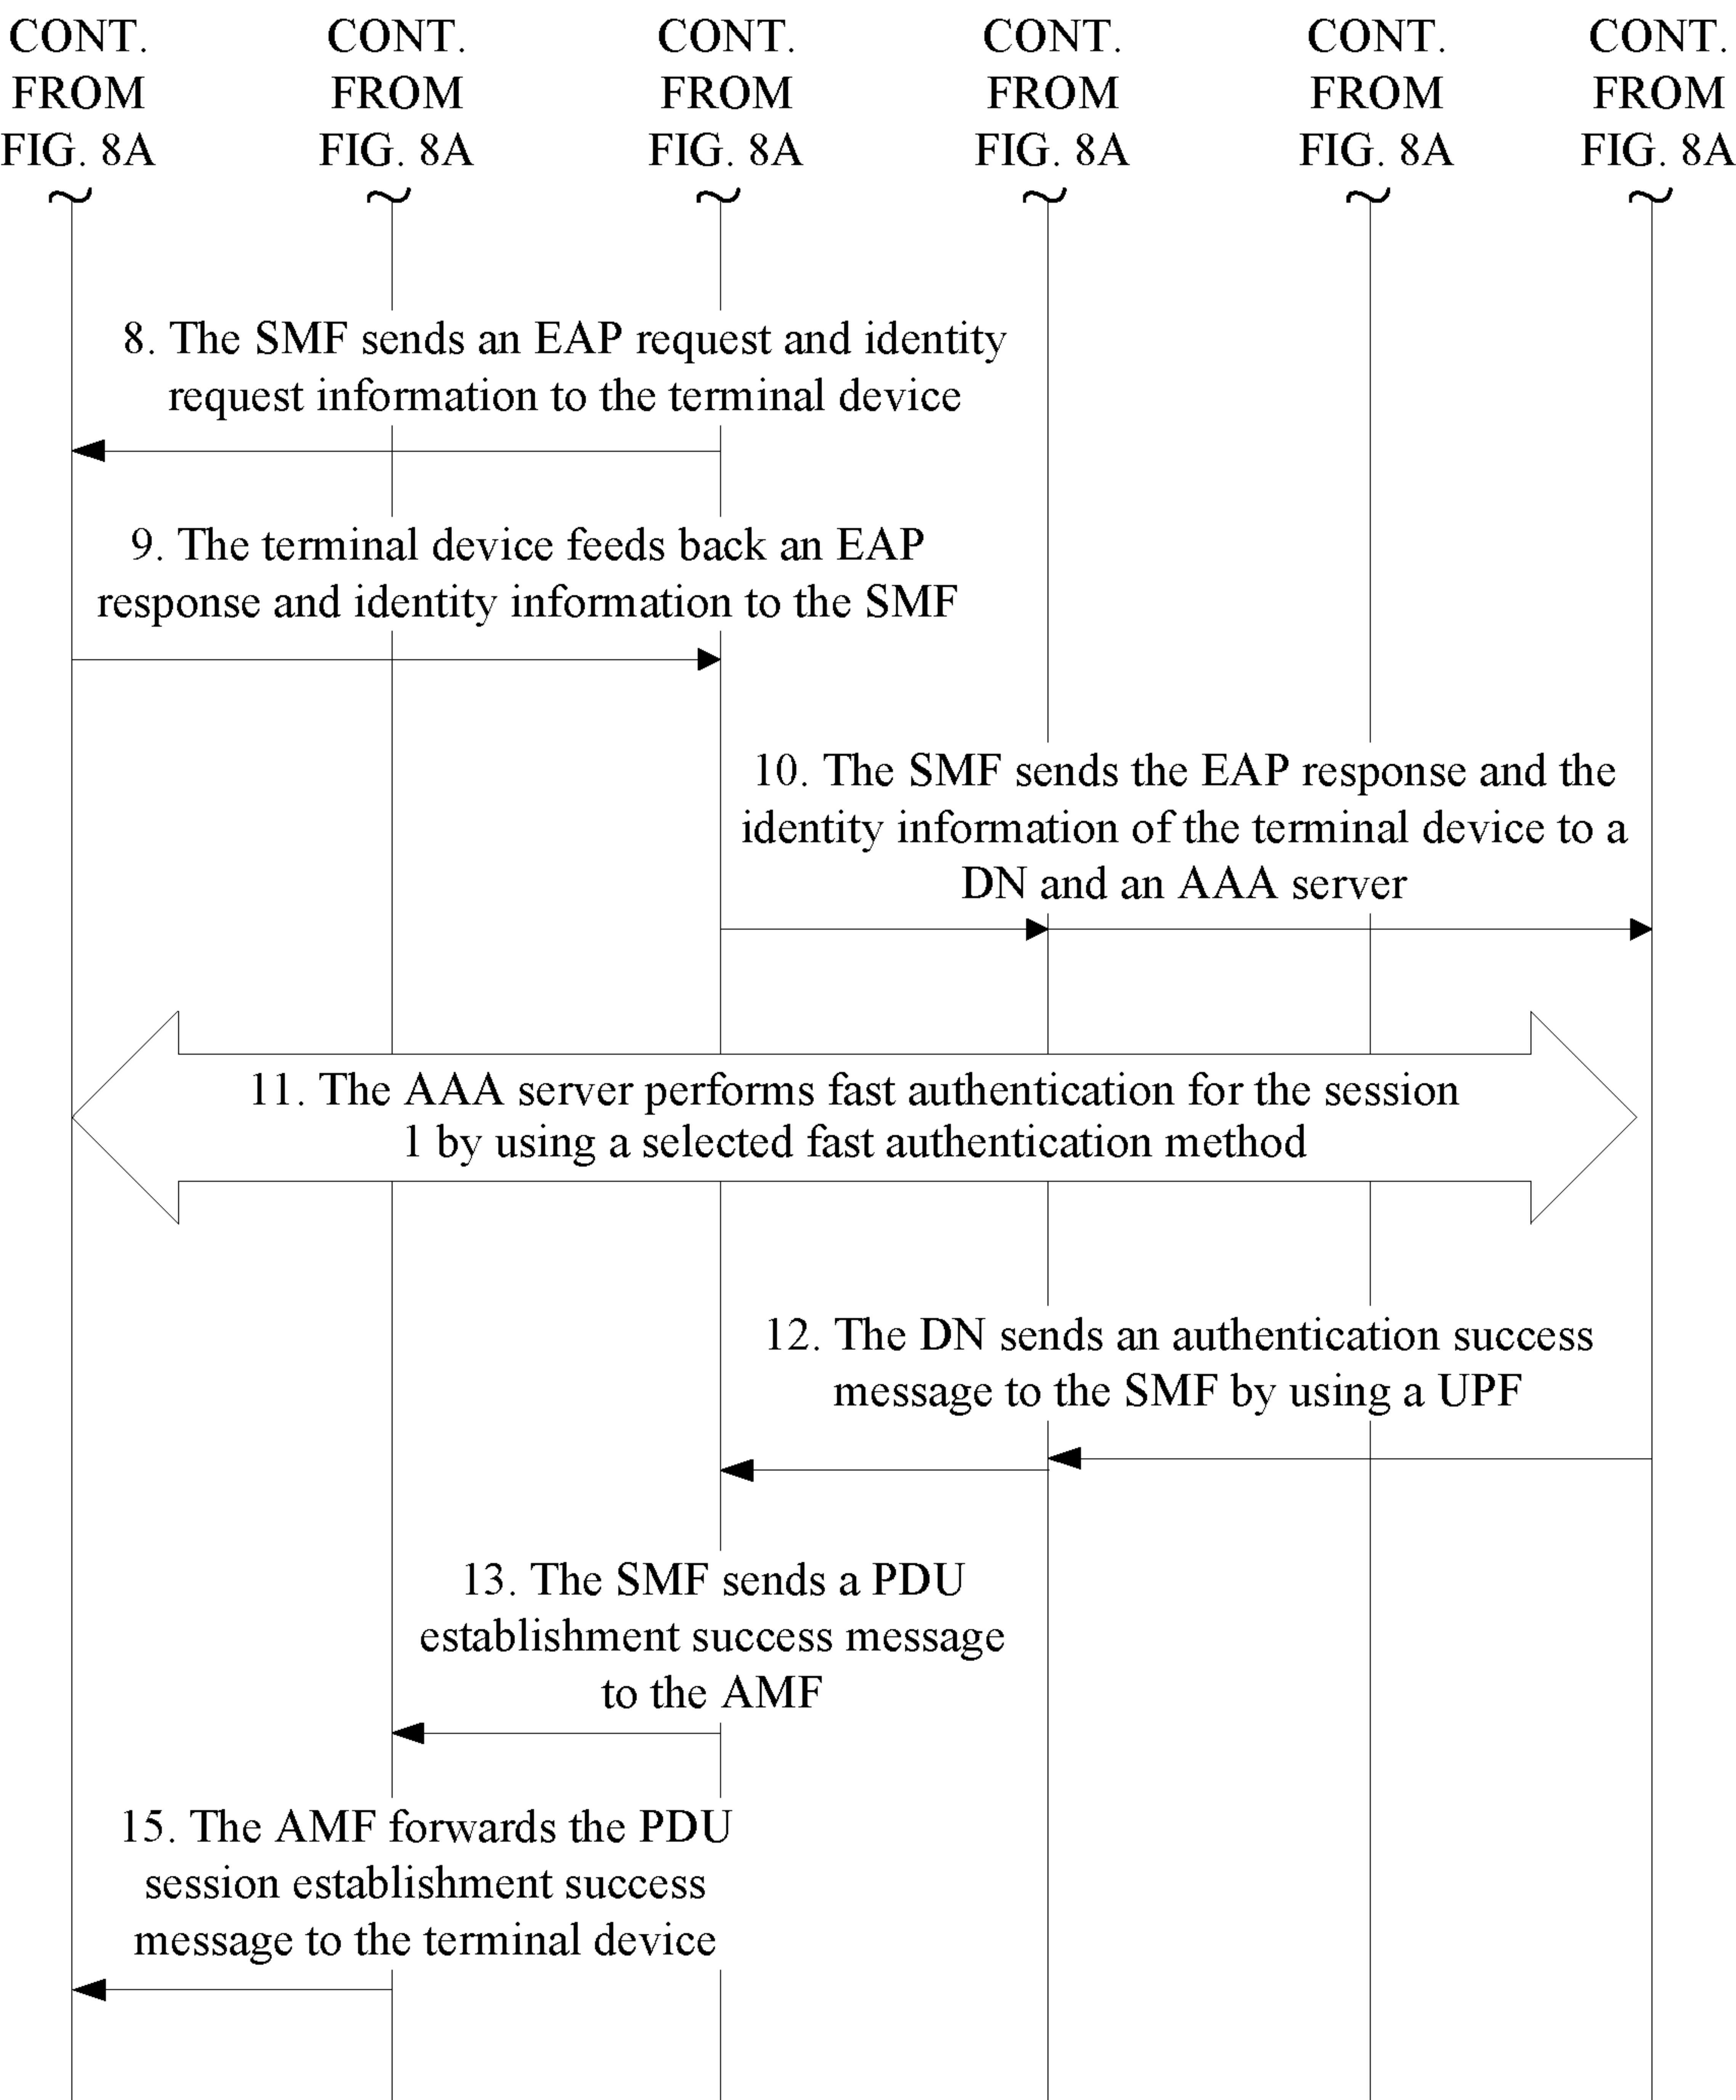 CONT. CONT. CONT. CONT. CONT. CONT.
FROM FROM FROM FROM FROM FROM
FIG. 8A FIG. 8A FIG. 8A FIG. 8A FIG. 8A FIG. 8A
8. The SMF sends an EAP request and identity
request information to the terminal device
9. The terminal device feeds back an EAP
response and identity information to the SMF
10. The SMF sends the EAP response and the
identity information of the terminal device to a
DN and an AAA server
11. The AAA server performs fast authentication for the session
1 by using a selected fast authentication method
12. The DN sends an authentication success
message to the SMF by using a UPF
13. The SMF sends a PDU
establishment success message
to the AMF
15. The AMF forwards the PDU
session establishment success
message to the terminal device